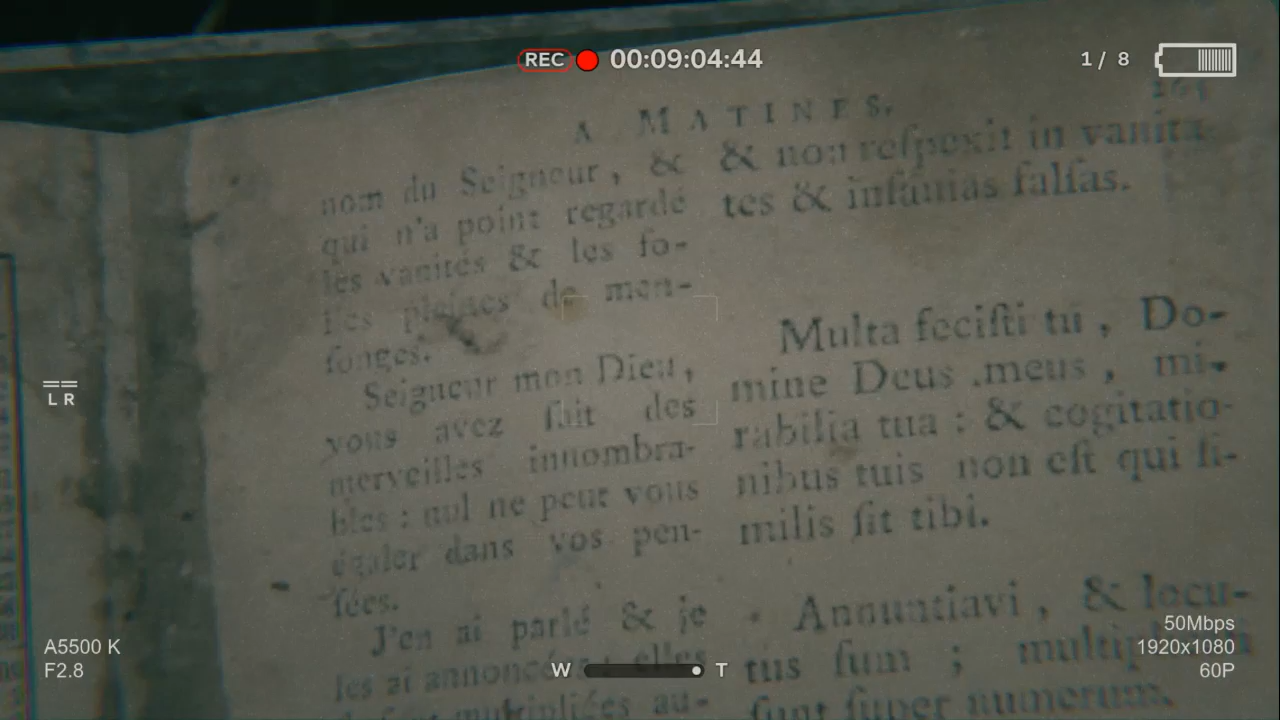 REC 00:09:04:44
1 / 8
A MATINES.
nom du Seigneur, &
qui n'a point regardé
les vanités & les fo-
lies pleines de men-
songes.
Seigneur mon Dieu,
vous avez fait des
merveilles innombra-
bles : nul ne peut vous
égaler dans vos pen-
sées.
J'en ai parlé & je
les ai annoncées : elles
multipliées au-
& non reſpexit in vanita
tes & inſanias falſas.
Multa feciſti tu, Do-
mine Deus meus, mi-
rabilia tua : & cogitatio-
nibus tuis non eſt qui ſi-
milis ſit tibi.
Annuntiavi, & locu-
tus ſum ;
ſunt ſuper numerum.
L R
A5500 K
F2.8
W T
50Mbps
1920x1080
60P